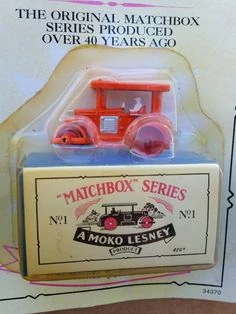 THE ORIGINAL MATCHBOX
SERIES PRODUCED
OVER 40 YEARS AGO
"MATCHBOX" SERIES
No1
No1
A MOKO LESNEY
PRODUCT
REGD
34370